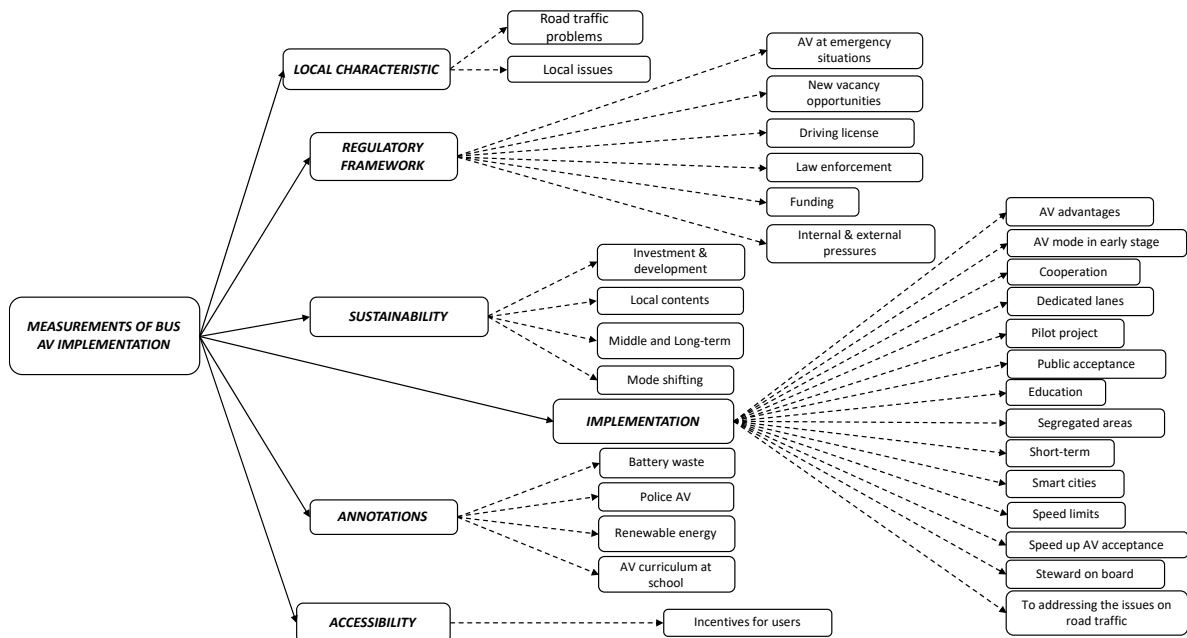 MEASUREMENTS OF BUS
AV IMPLEMENTATION
LOCAL CHARACTERISTIC
Road traffic
problems
Local issues
REGULATORY
FRAMEWORK
AV at emergency
situations
New vacancy
opportunities
Driving license
Law enforcement
Funding
Internal & external
pressures
SUSTAINABILITY
Investment &
development
Local contents
Middle and Long-term
Mode shifting
IMPLEMENTATION
AV advantages
AV mode in early stage
Cooperation
Dedicated lanes
Pilot project
Public acceptance
Education
Segregated areas
Short-term
Smart cities
Speed limits
Speed up AV acceptance
Steward on board
To addressing the issues on
road traffic
ANNOTATIONS
Battery waste
Police AV
Renewable energy
AV curriculum at
school
ACCESSIBILITY
Incentives for users